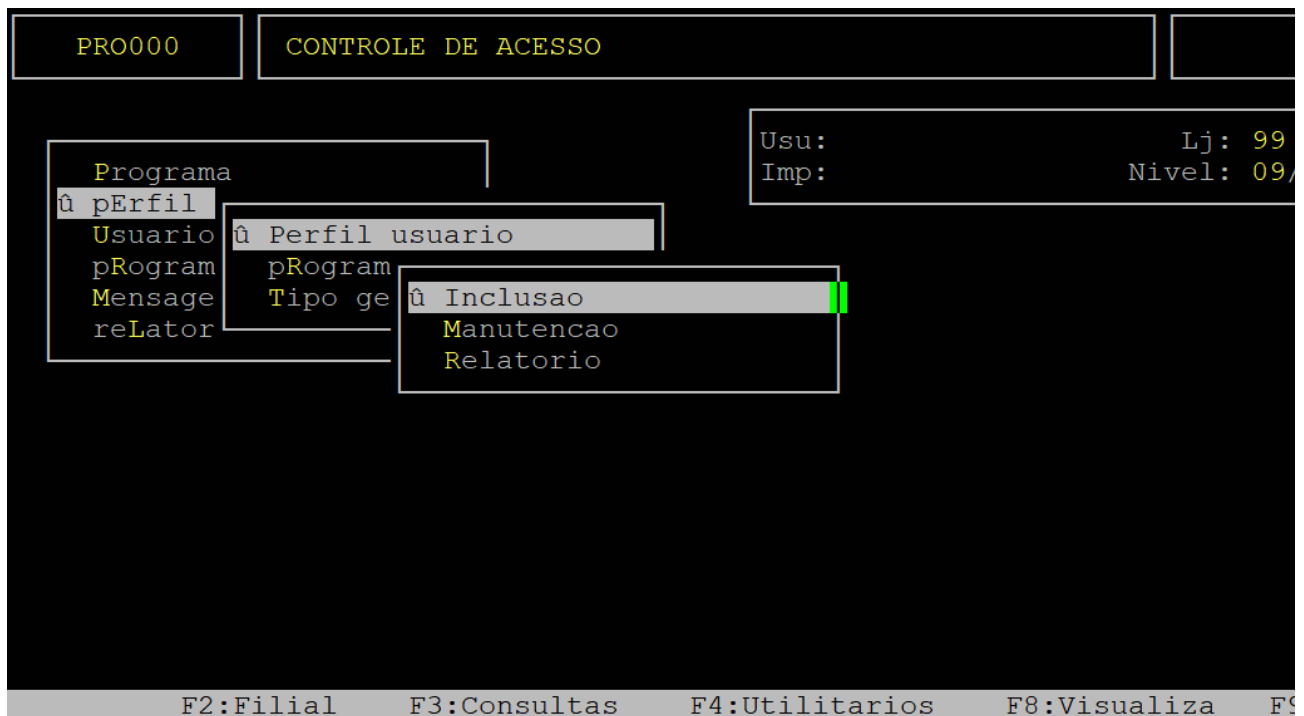 PRO000 CONTROLE DE ACESSO
Usu: Lj: 99
Imp: Nivel: 09/
Programa
û pErfil
Usuario û Perfil usuario
pRogram pRogram
Mensage Tipo ge û Inclusao
reLator Manutencao
Relatorio
F2:Filial F3:Consultas F4:Utilitarios F8:Visualiza F9